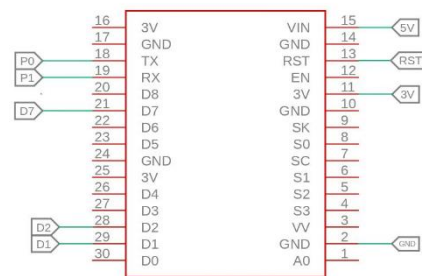 16 3V VIN 15 5V
17 GND GND 14
P0 18 TX RST 13 RST
P1 19 RX EN 12
20 D8 3V 11 3V
D7 21 D7 GND 10
22 D6 SK 9
23 D5 S0 8
24 GND SC 7
25 3V S1 6
26 D4 S2 5
27 D3 S3 4
D2 28 D2 VV 3
D1 29 D1 GND 2 GND
30 D0 A0 1